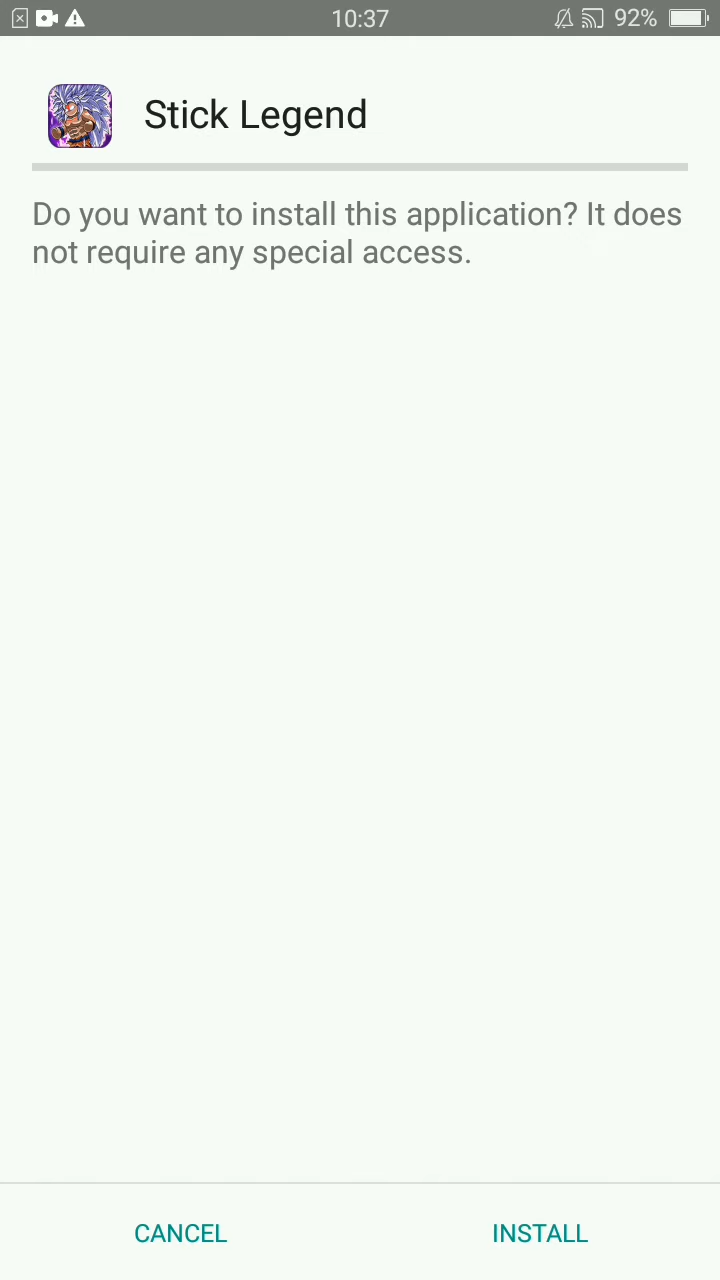 10:37
92%
Stick Legend
Do you want to install this application? It does
not require any special access.
CANCEL
INSTALL